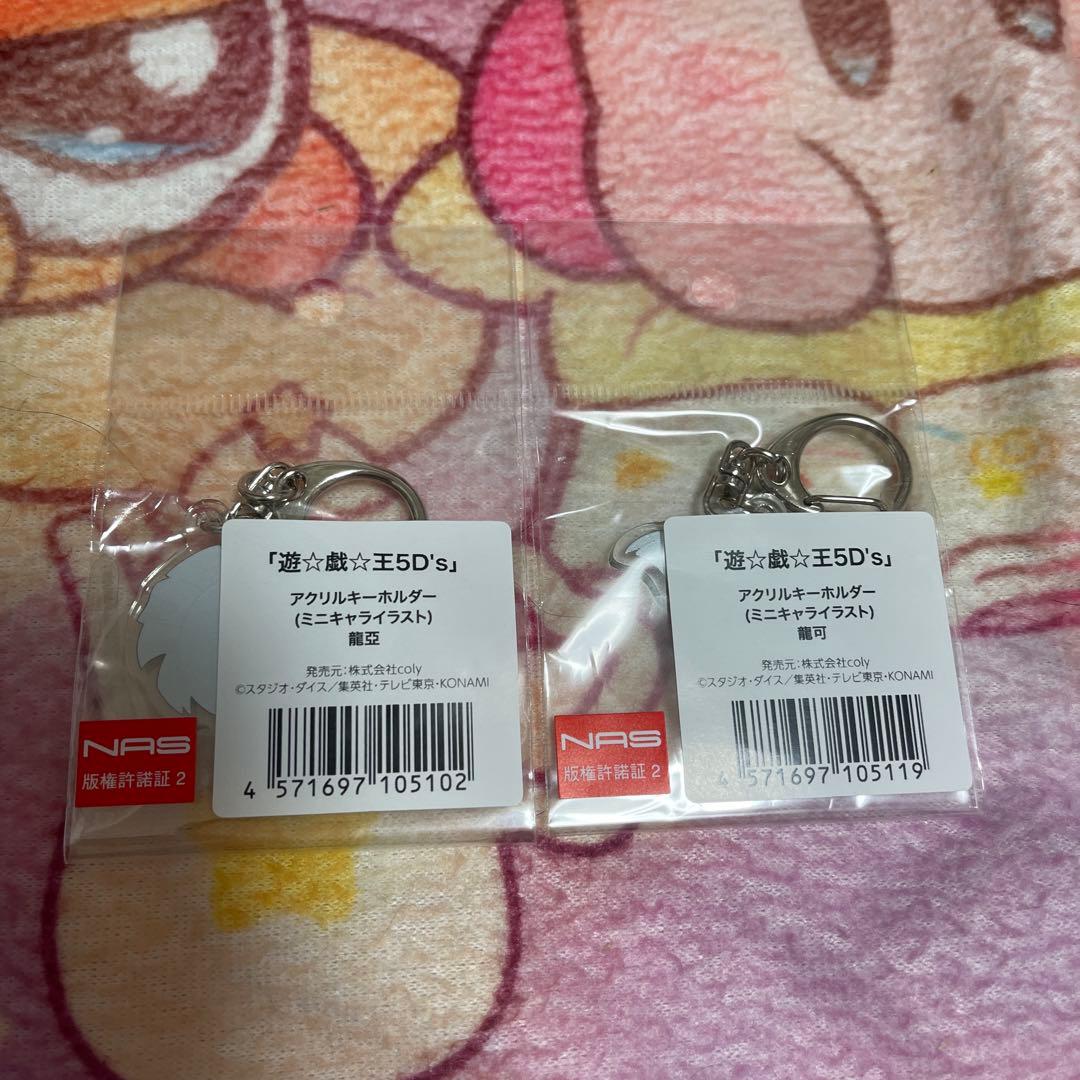 「遊☆戯☆王5D's」
アクリルキーホルダー
(ミニキャライラスト)
龍亞
発売元:株式会社coly
©スタジオ・ダイス/集英社・テレビ東京・KONAMI
4 571697 105102
NAS
版権許諾証 2
「遊☆戯☆王5D's」
アクリルキーホルダー
(ミニキャライラスト)
龍可
発売元:株式会社coly
©スタジオ・ダイス/集英社・テレビ東京・KONAMI
4 571697 105119
NAS
版権許諾証 2